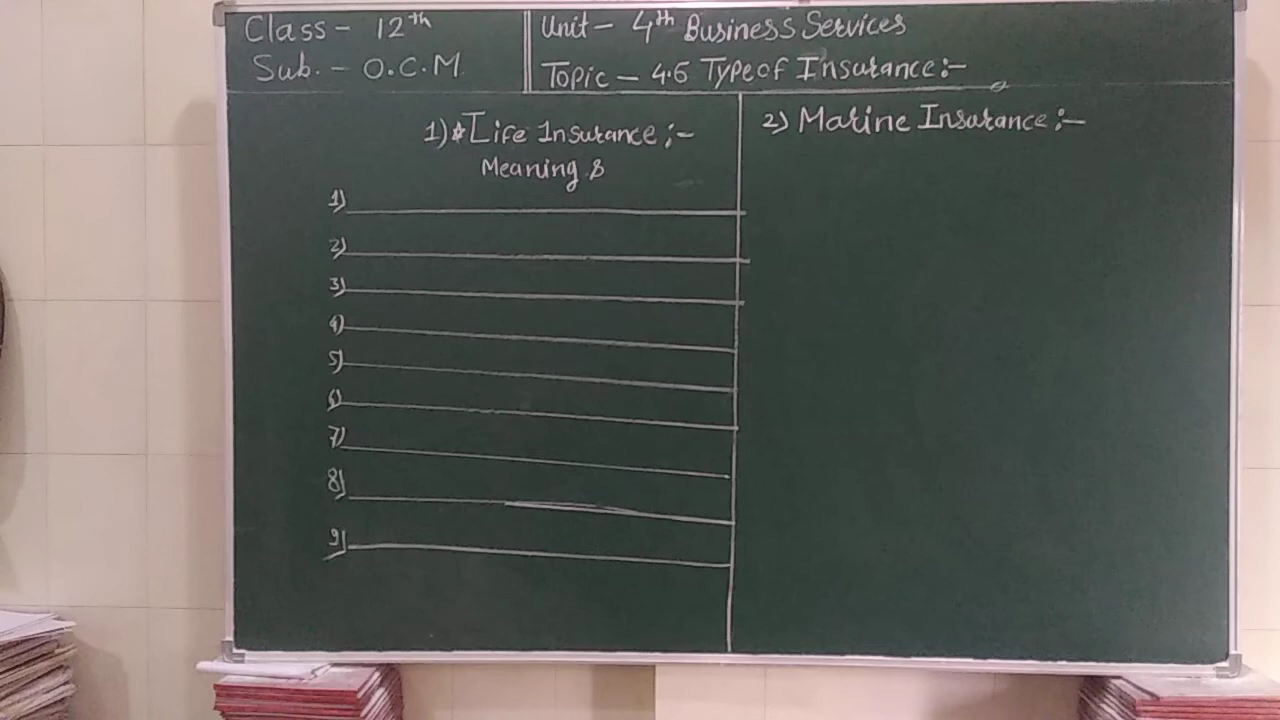 Class - 12th
Sub. - O.C.M.
Unit - 4th Business Services
Topic - 4.6 Type of Insurance :-
1) Life Insurance :-
Meaning &
1)
2)
3)
4)
5)
6)
7)
8)
9)
2) Marine Insurance :-